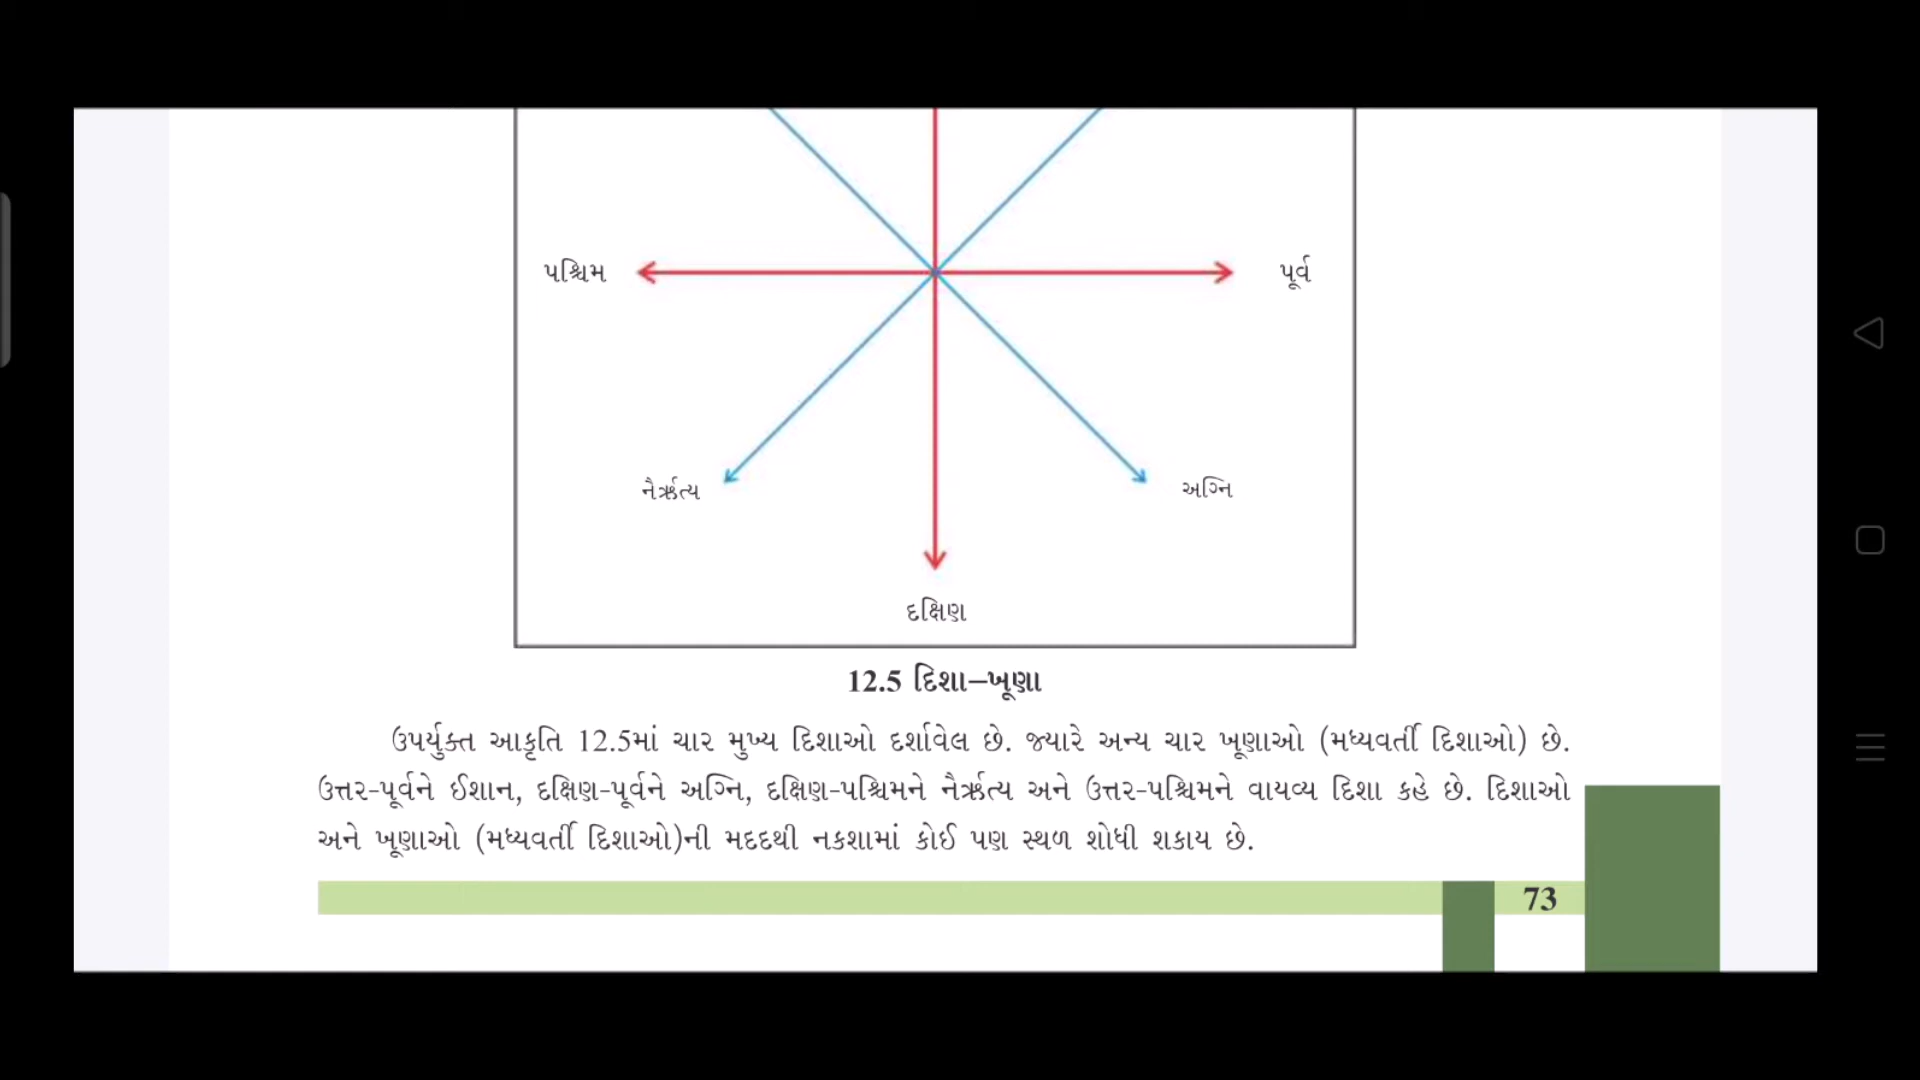 પશ્ચિમ
પૂર્વ
નૈર્ઋત્ય
અગ્નિ
દક્ષિણ
12.5 દિશા–ખૂણા
ઉપર્યુક્ત આકૃતિ 12.5માં ચાર મુખ્ય દિશાઓ દર્શાવેલ છે. જ્યારે અન્ય ચાર ખૂણાઓ (મધ્યવર્તી દિશાઓ) છે.
ઉત્તર-પૂર્વને ઈશાન, દક્ષિણ-પૂર્વને અગ્નિ, દક્ષિણ-પશ્ચિમને નૈર્ઋત્ય અને ઉત્તર-પશ્ચિમને વાયવ્ય દિશા કહે છે. દિશાઓ
અને ખૂણાઓ (મધ્યવર્તી દિશાઓ)ની મદદથી નકશામાં કોઈ પણ સ્થળ શોધી શકાય છે.
73